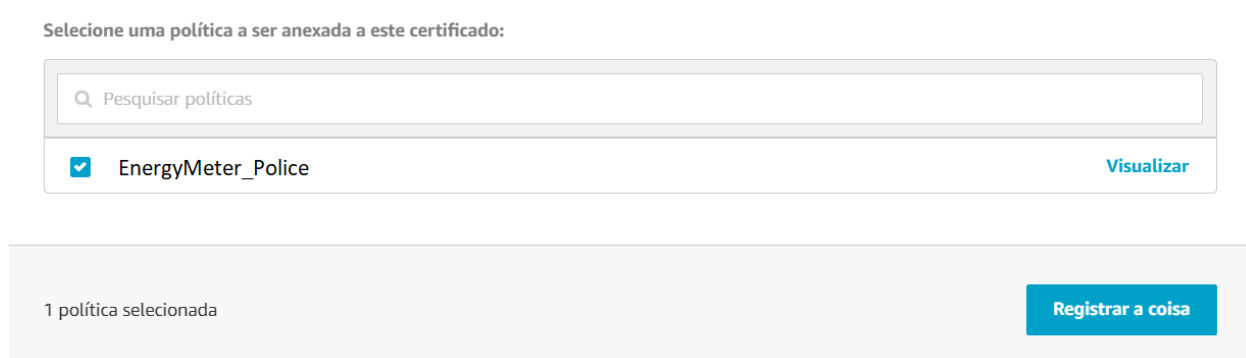 Selecione uma política a ser anexada a este certificado:
Pesquisar políticas
EnergyMeter_Police Visualizar
1 política selecionada Registrar a coisa